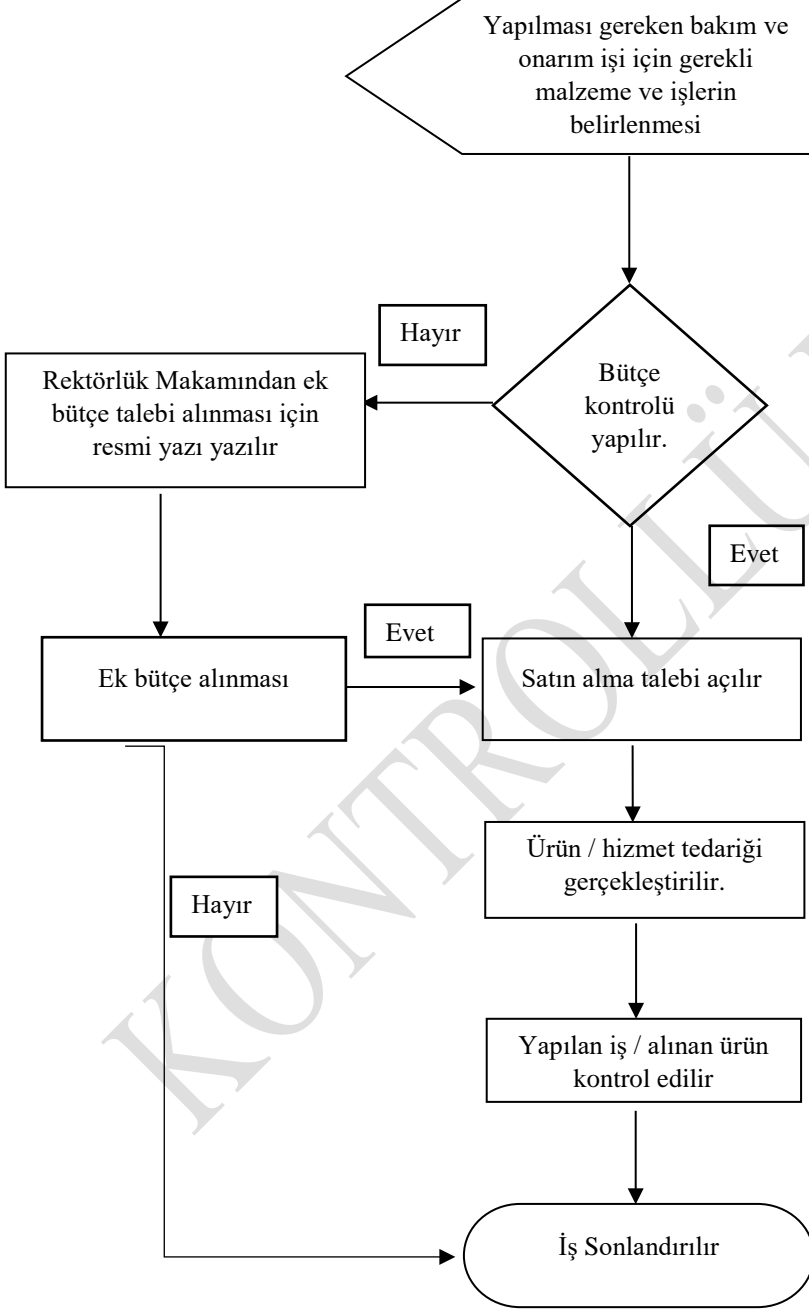 Yapılması gereken bakım ve
onarım işi için gerekli
malzeme ve işlerin
belirlenmesi
Hayır
Rektörlük Makamından ek
bütçe talebi alınması için
resmi yazı yazılır
Bütçe
kontrolü
yapılır.
Evet
Evet
Ek bütçe alınması
Satın alma talebi açılır
Ürün / hizmet tedariği
gerçekleştirilir.
Hayır
Yapılan iş / alınan ürün
kontrol edilir
İş Sonlandırılır
KONTROLLÜ